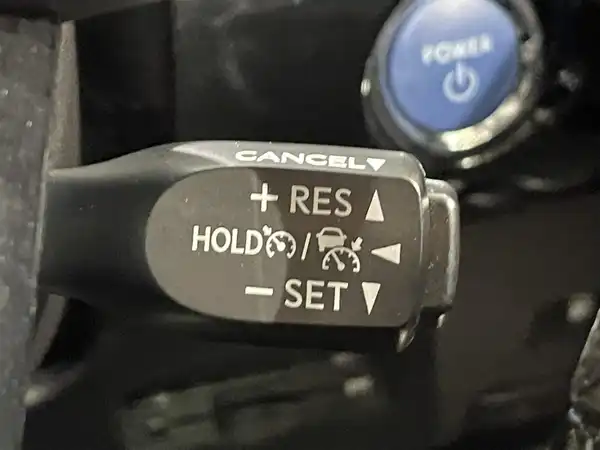 POWER
CANCEL▼
+ RES ▲
HOLD / ◀
− SET ▼